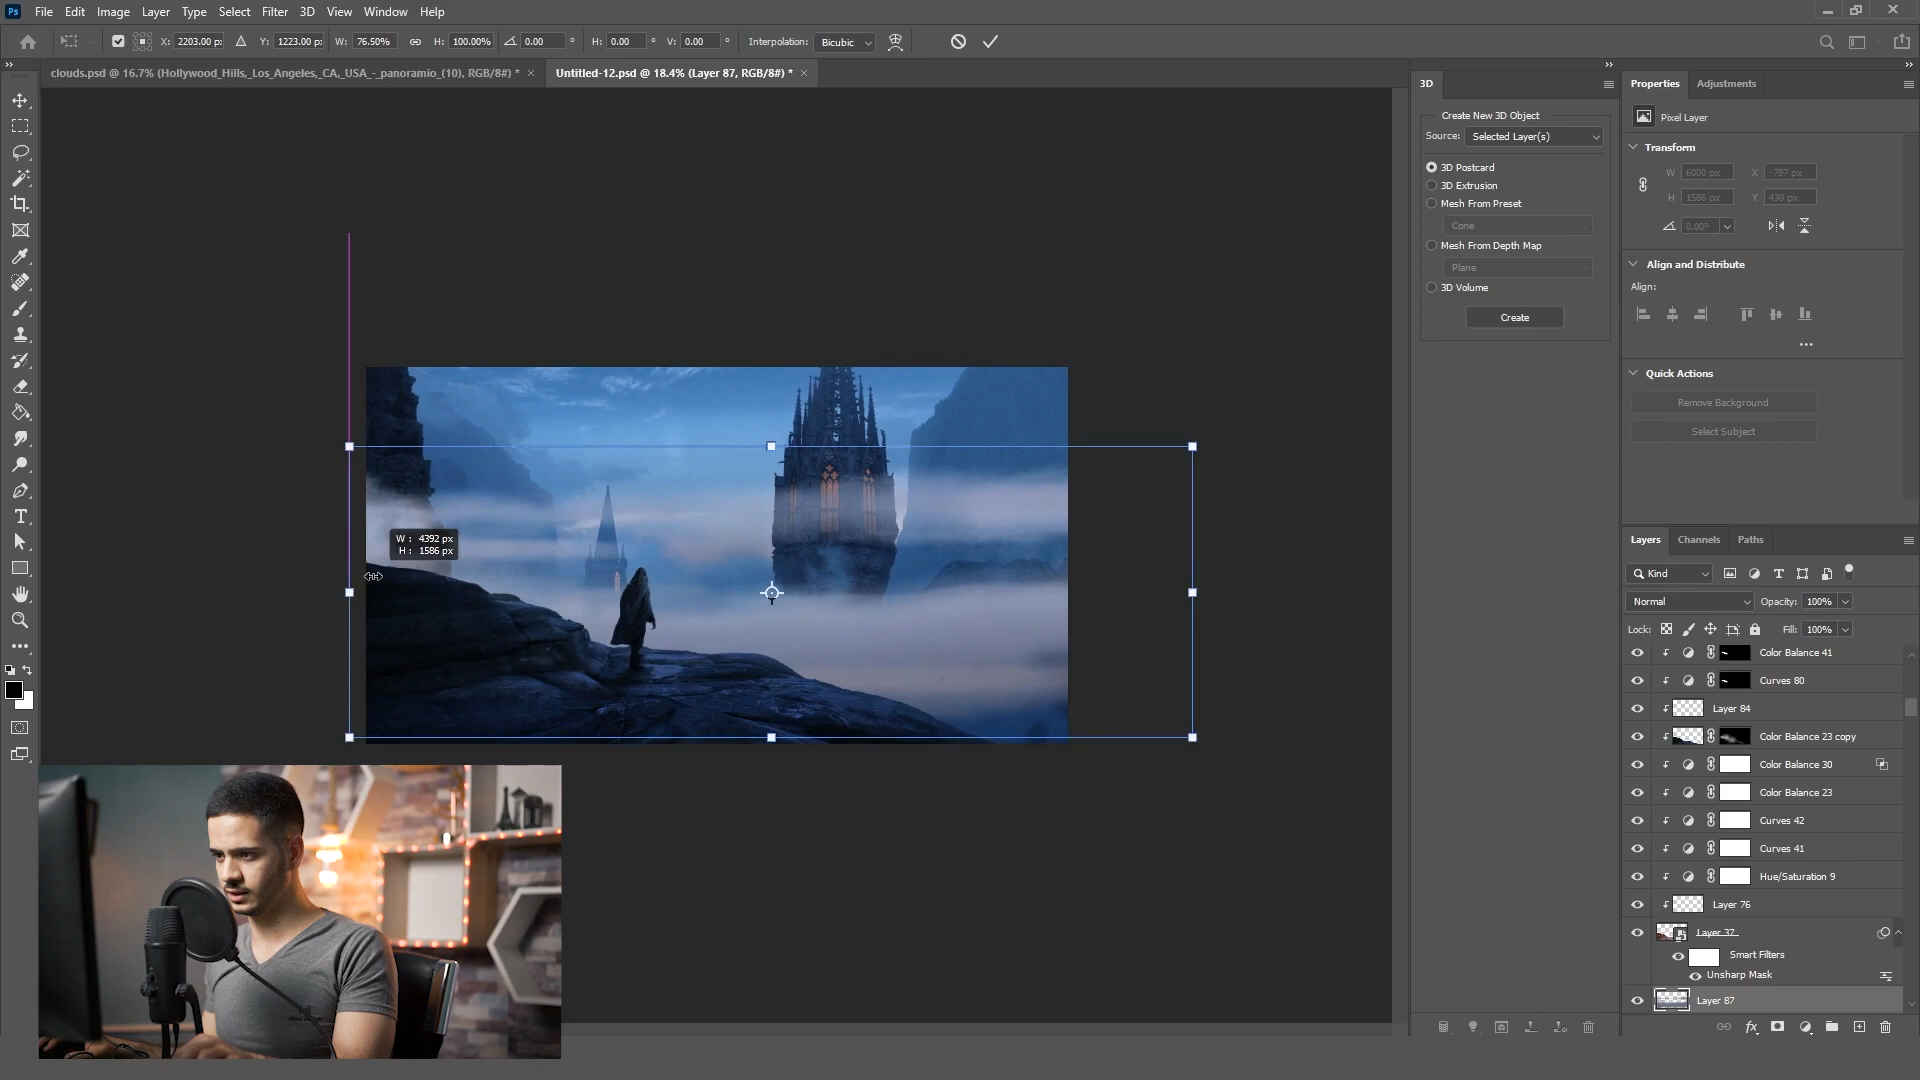 Ps File Edit Image Layer Type Select Filter 3D View Window Help
X: 2203.00 p: Y: 1223.00 p: W: 76.50% H: 100.00% 0.00 ° H: 0.00 ° V: 0.00 ° Interpolation: Bicubic
clouds.psd @ 16.7% (Hollywood_Hills,_Los_Angeles,_CA,_USA_-_panoramio_(10), RGB/8#) * ×
Untitled-12.psd @ 18.4% (Layer 87, RGB/8#) * ×
W : 4392 px
H : 1586 px
3D
Create New 3D Object
Source: Selected Layer(s)
3D Postcard
3D Extrusion
Mesh From Preset
Cone
Mesh From Depth Map
Plane
3D Volume
Create
Properties Adjustments
Pixel Layer
Transform
W 6000 px X -797 px
H 1586 px Y 430 px
0.00°
Align and Distribute
Align:
Quick Actions
Remove Background
Select Subject
Layers Channels Paths
Kind
Normal Opacity: 100%
Lock: Fill: 100%
Color Balance 41
Curves 80
Layer 84
Color Balance 23 copy
Color Balance 30
Color Balance 23
Curves 42
Curves 41
Hue/Saturation 9
Layer 76
Layer 37
Smart Filters
Unsharp Mask
Layer 87
fx